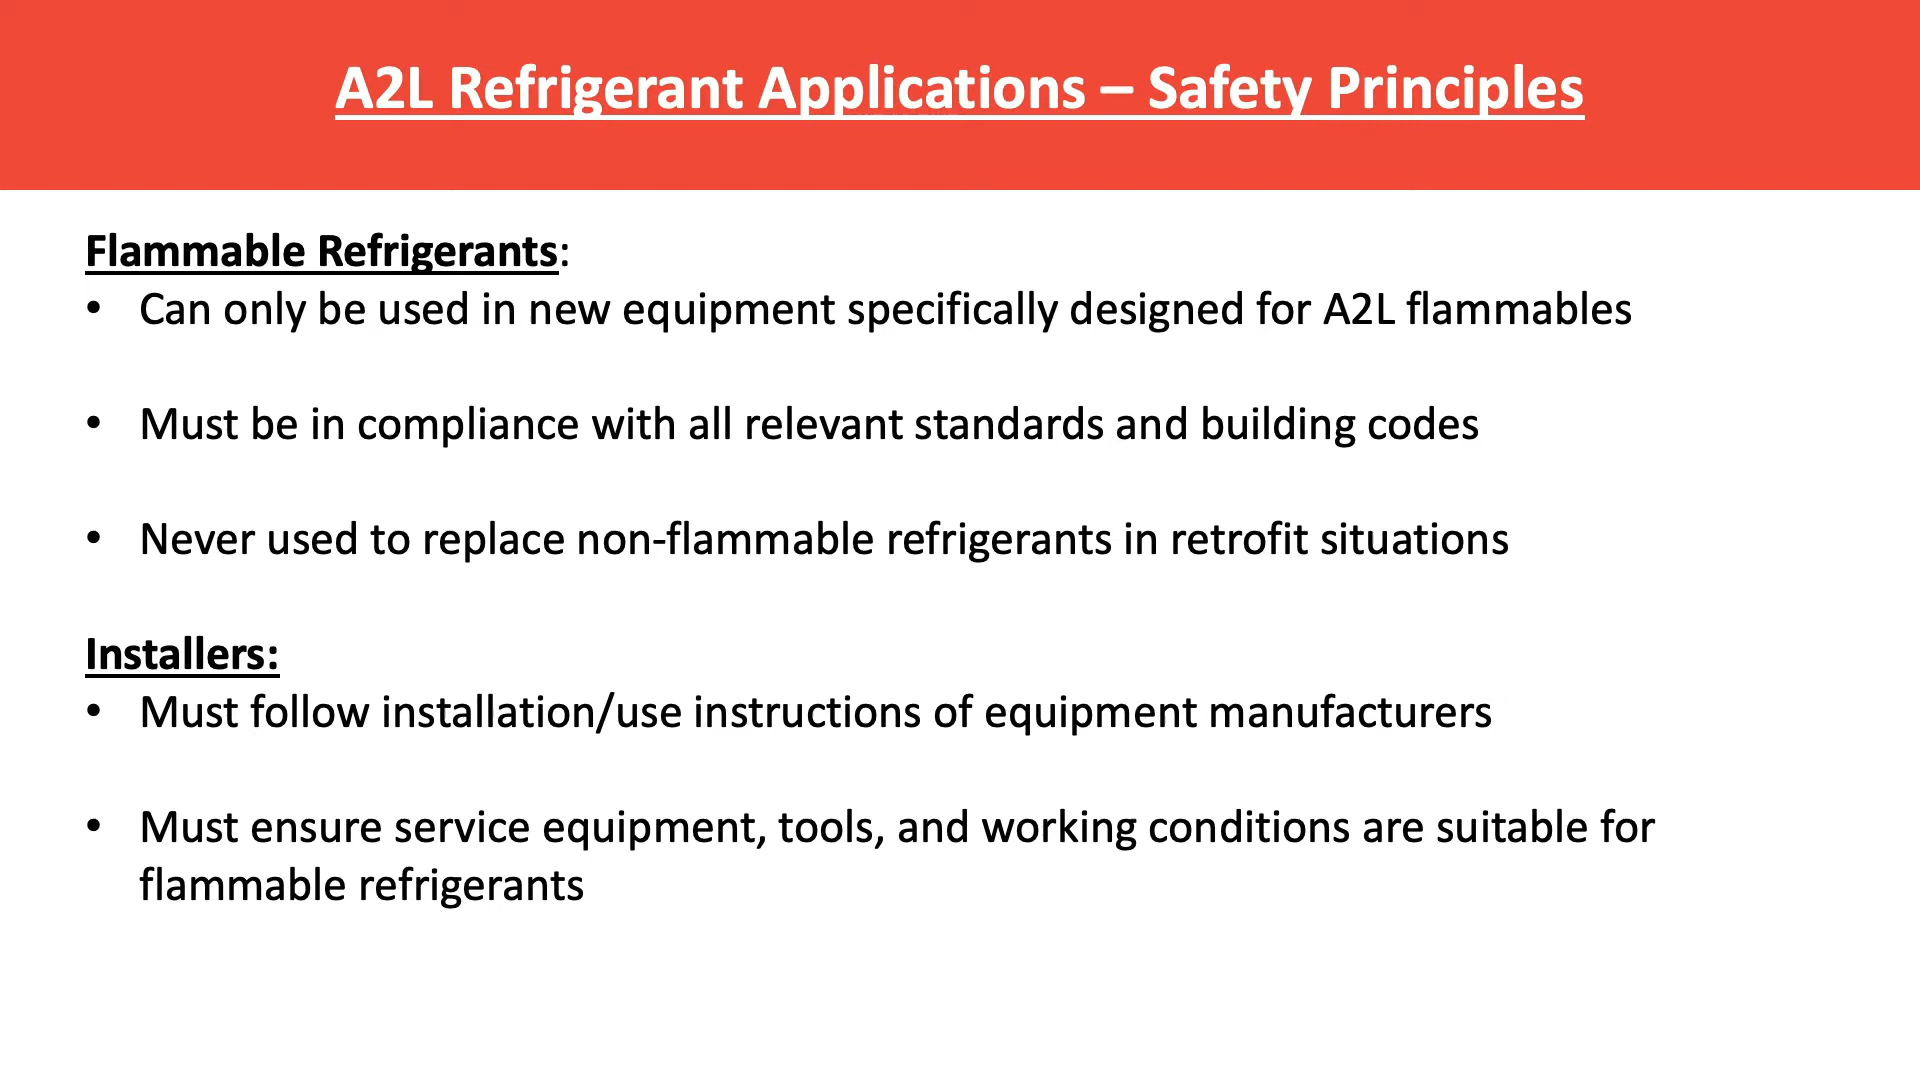 A2L Refrigerant Applications – Safety Principles
Flammable Refrigerants:
• Can only be used in new equipment specifically designed for A2L flammables
• Must be in compliance with all relevant standards and building codes
• Never used to replace non-flammable refrigerants in retrofit situations
Installers:
• Must follow installation/use instructions of equipment manufacturers
• Must ensure service equipment, tools, and working conditions are suitable for
flammable refrigerants